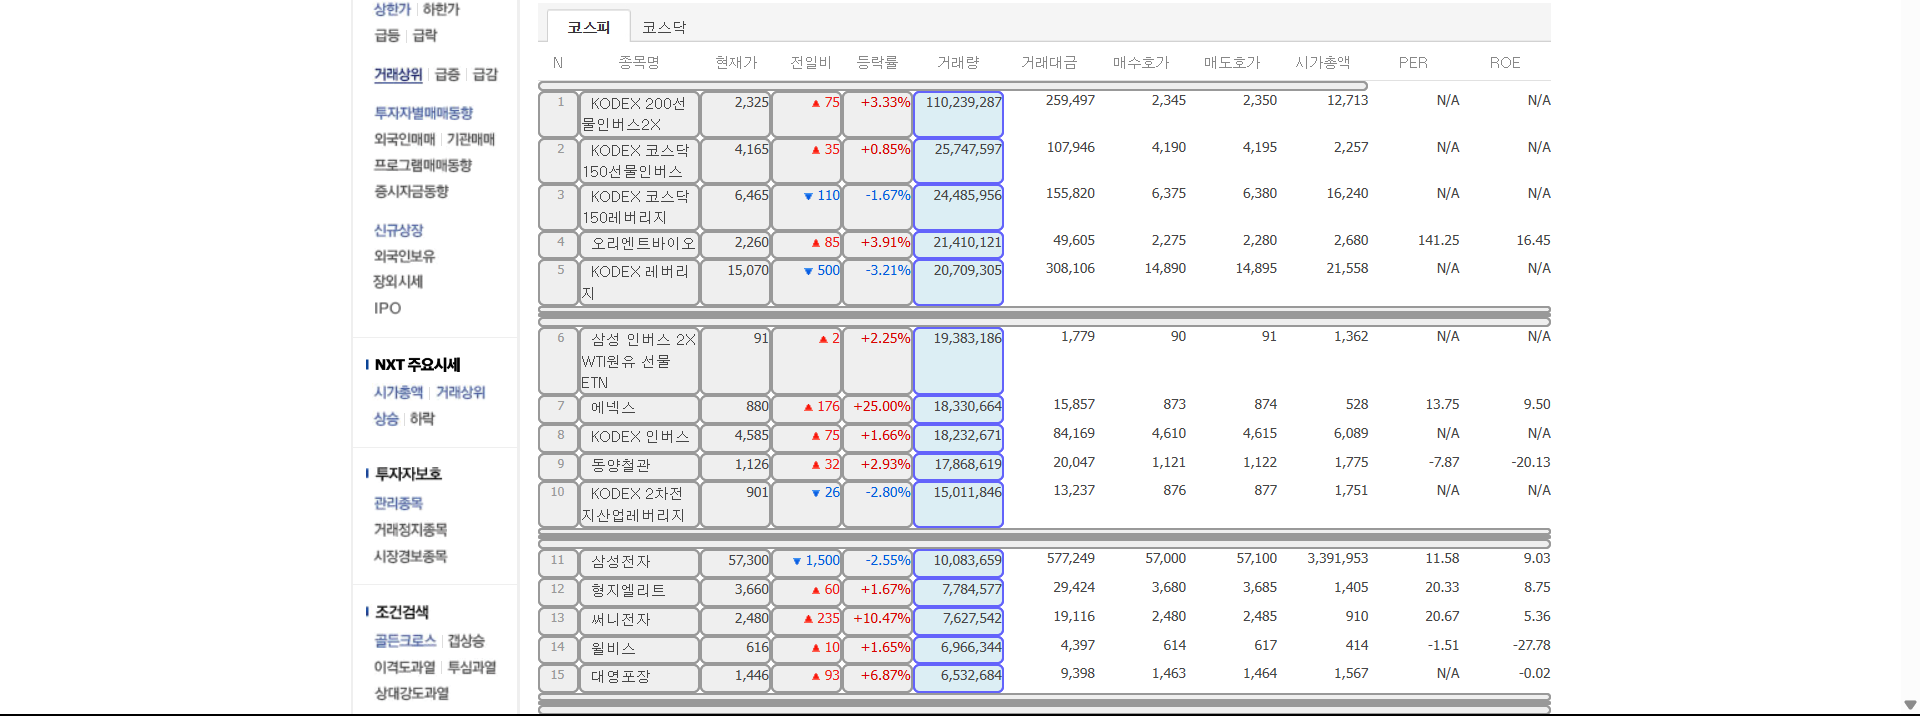 상한가 하한가
급등 급락
거래상위 급증 급감
투자자별매매동향
외국인매매 기관매매
프로그램매매동향
증시자금동향
신규상장
외국인보유
장외시세
IPO
NXT 주요시세
시가총액 거래상위
상승 하락
투자자보호
관리종목
거래정지종목
시장경보종목
조건검색
골든크로스 갭상승
이격도과열 투심과열
상대강도과열
코스피 코스닥
N 종목명 현재가 전일비 등락률 거래량 거래대금 매수호가 매도호가 시가총액 PER ROE
1 KODEX 200선 2,325 ▲ 75 +3.33% 110,239,287 259,497 2,345 2,350 12,713 N/A N/A
물인버스2X
2 KODEX 코스닥 4,165 ▲ 35 +0.85% 25,747,597 107,946 4,190 4,195 2,257 N/A N/A
150선물인버스
3 KODEX 코스닥 6,465 ▼ 110 -1.67% 24,485,956 155,820 6,375 6,380 16,240 N/A N/A
150레버리지
4 오리엔트바이오 2,260 ▲ 85 +3.91% 21,410,121 49,605 2,275 2,280 2,680 141.25 16.45
5 KODEX 레버리 15,070 ▼ 500 -3.21% 20,709,305 308,106 14,890 14,895 21,558 N/A N/A
지
6 삼성 인버스 2X 91 ▲ 2 +2.25% 19,383,186 1,779 90 91 1,362 N/A N/A
WTI원유 선물
ETN
7 에넥스 880 ▲ 176 +25.00% 18,330,664 15,857 873 874 528 13.75 9.50
8 KODEX 인버스 4,585 ▲ 75 +1.66% 18,232,671 84,169 4,610 4,615 6,089 N/A N/A
9 동양철관 1,126 ▲ 32 +2.93% 17,868,619 20,047 1,121 1,122 1,775 -7.87 -20.13
10 KODEX 2차전 901 ▼ 26 -2.80% 15,011,846 13,237 876 877 1,751 N/A N/A
지산업레버리지
11 삼성전자 57,300 ▼ 1,500 -2.55% 10,083,659 577,249 57,000 57,100 3,391,953 11.58 9.03
12 형지엘리트 3,660 ▲ 60 +1.67% 7,784,577 29,424 3,680 3,685 1,405 20.33 8.75
13 써니전자 2,480 ▲ 235 +10.47% 7,627,542 19,116 2,480 2,485 910 20.67 5.36
14 윌비스 616 ▲ 10 +1.65% 6,966,344 4,397 614 617 414 -1.51 -27.78
15 대영포장 1,446 ▲ 93 +6.87% 6,532,684 9,398 1,463 1,464 1,567 N/A -0.02